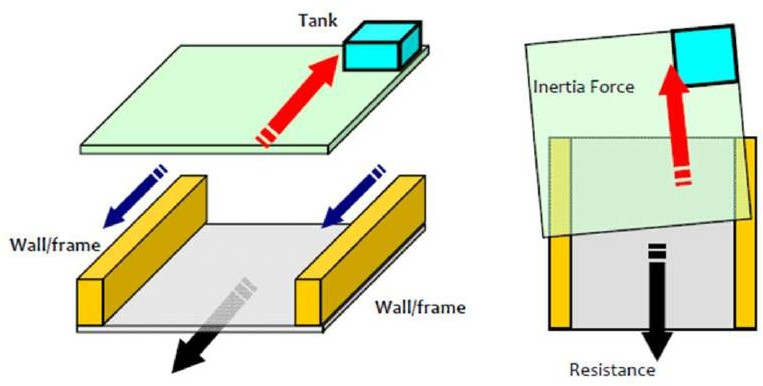 Tank
Inertia Force
Wall/frame
Wall/frame
Resistance